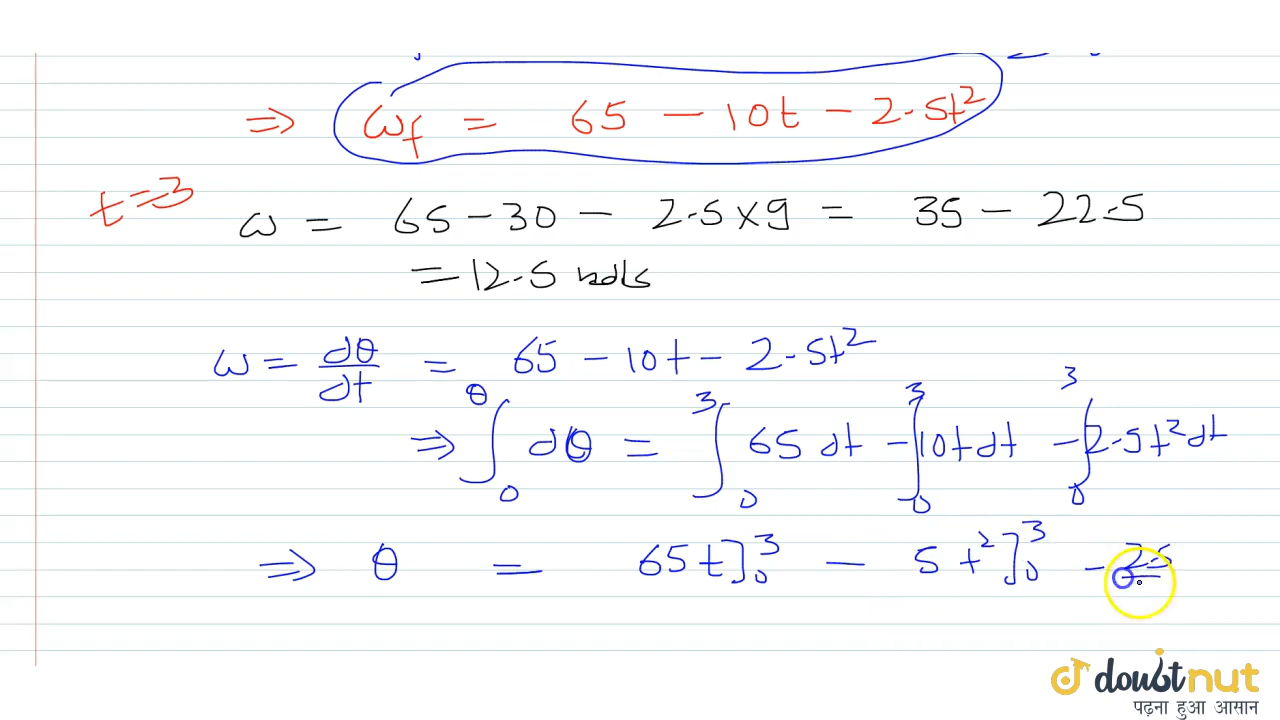 ⇒ ωf = 65 - 10t - 2.5t²
t=3
ω = 65-30 - 2.5×9 = 35 - 22.5
= 12.5 rad/s
ω = dθ/dt = 65 - 10t - 2.5t²
⇒ ∫₀^θ dθ = ∫₀³ 65 dt - ∫₀³ 10t dt - ∫₀³ 2.5t² dt
⇒ θ = 65t]₀³ - 5t²]₀³ - 2.5
doubtnut
पढ़ना हुआ आसान